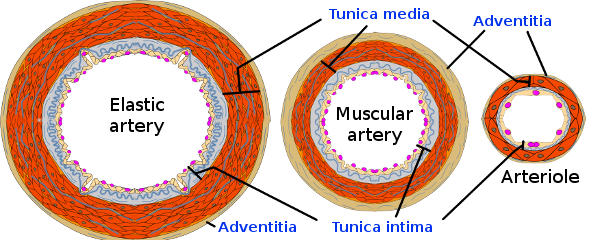 Tunica media
Adventitia
Elastic
artery
Muscular
artery
Arteriole
Adventitia
Tunica intima